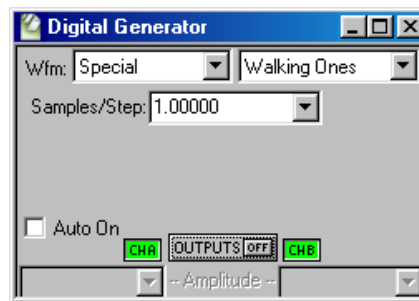 Digital Generator
Wfm: Special Walking Ones
Samples/Step: 1.00000
Auto On
CHA OUTPUTS OFF CHB
-- Amplitude --